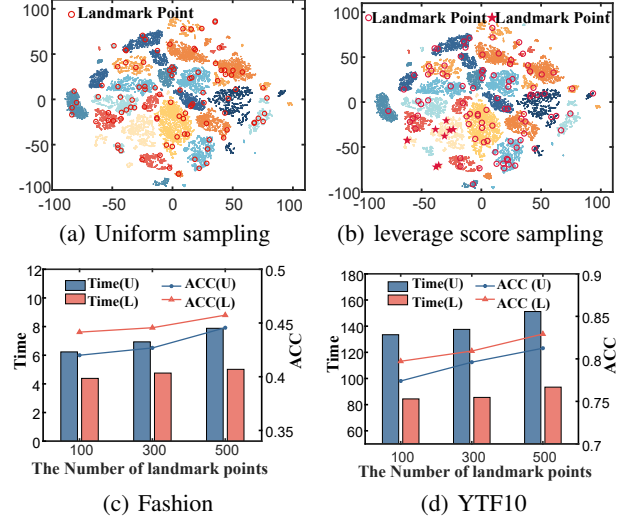 Landmark Point
Landmark Point Landmark Point
100
50
0
-50
-100
-100 -50 0 50 100
100
50
0
-50
-100
-100 -50 0 50 100
(a) Uniform sampling
(b) leverage score sampling
Time(U) ACC(U)
Time(L) ACC(L)
12
10
8
6
4
2
0
Time
0.5
0.45
0.4
0.35
ACC
100 300 500
The Number of landmark points
(c) Fashion
Time(U) ACC (U)
Time(L) ACC (L)
180
160
140
120
100
80
60
Time
0.9
0.85
0.8
0.75
0.7
ACC
100 300 500
The Number of landmark points
(d) YTF10